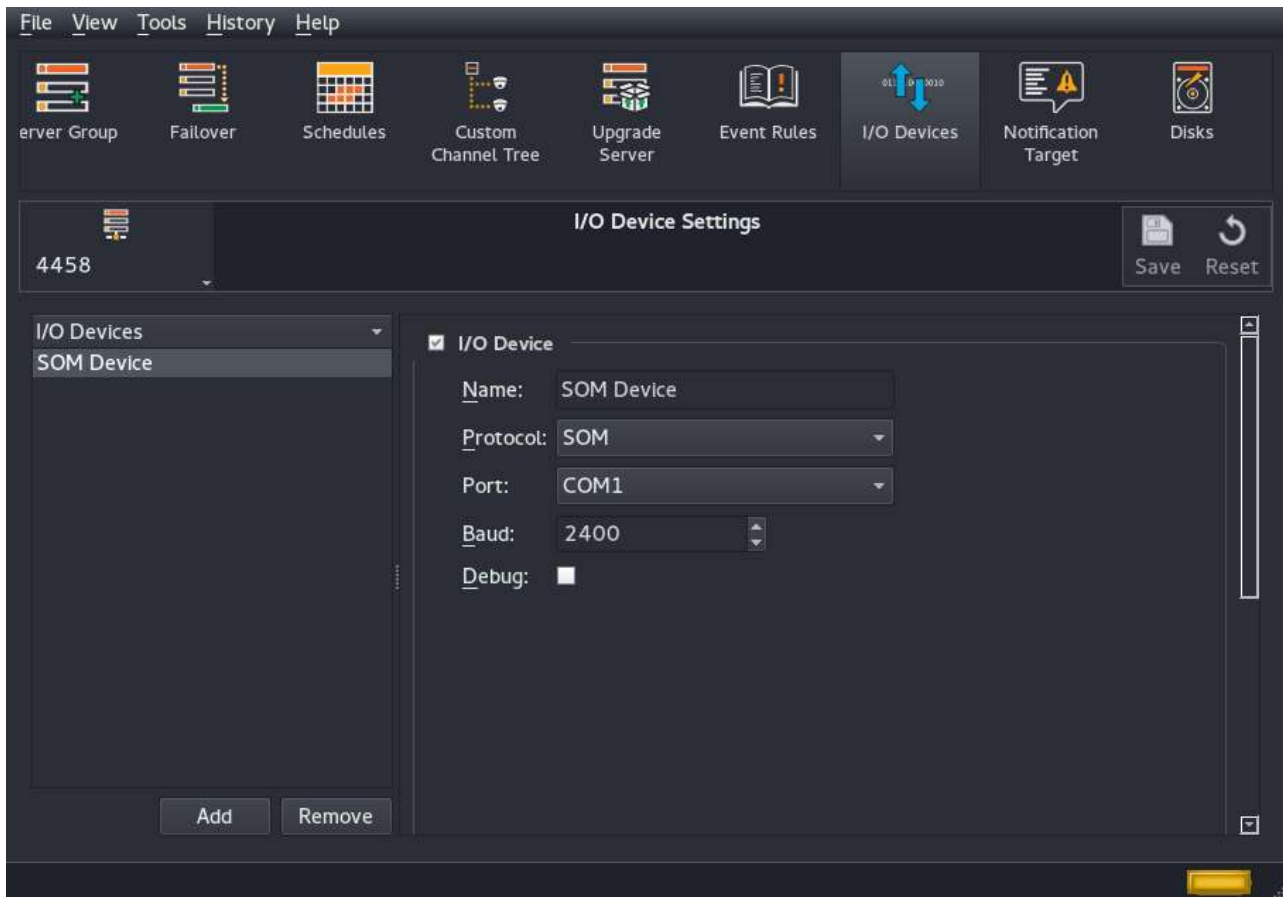 File View Tools History Help
erver Group
Failover
Schedules
Custom
Channel Tree
Upgrade
Server
Event Rules
I/O Devices
Notification
Target
Disks
4458
I/O Device Settings
Save Reset
I/O Devices
SOM Device
I/O Device
Name: SOM Device
Protocol: SOM
Port: COM1
Baud: 2400
Debug:
Add Remove